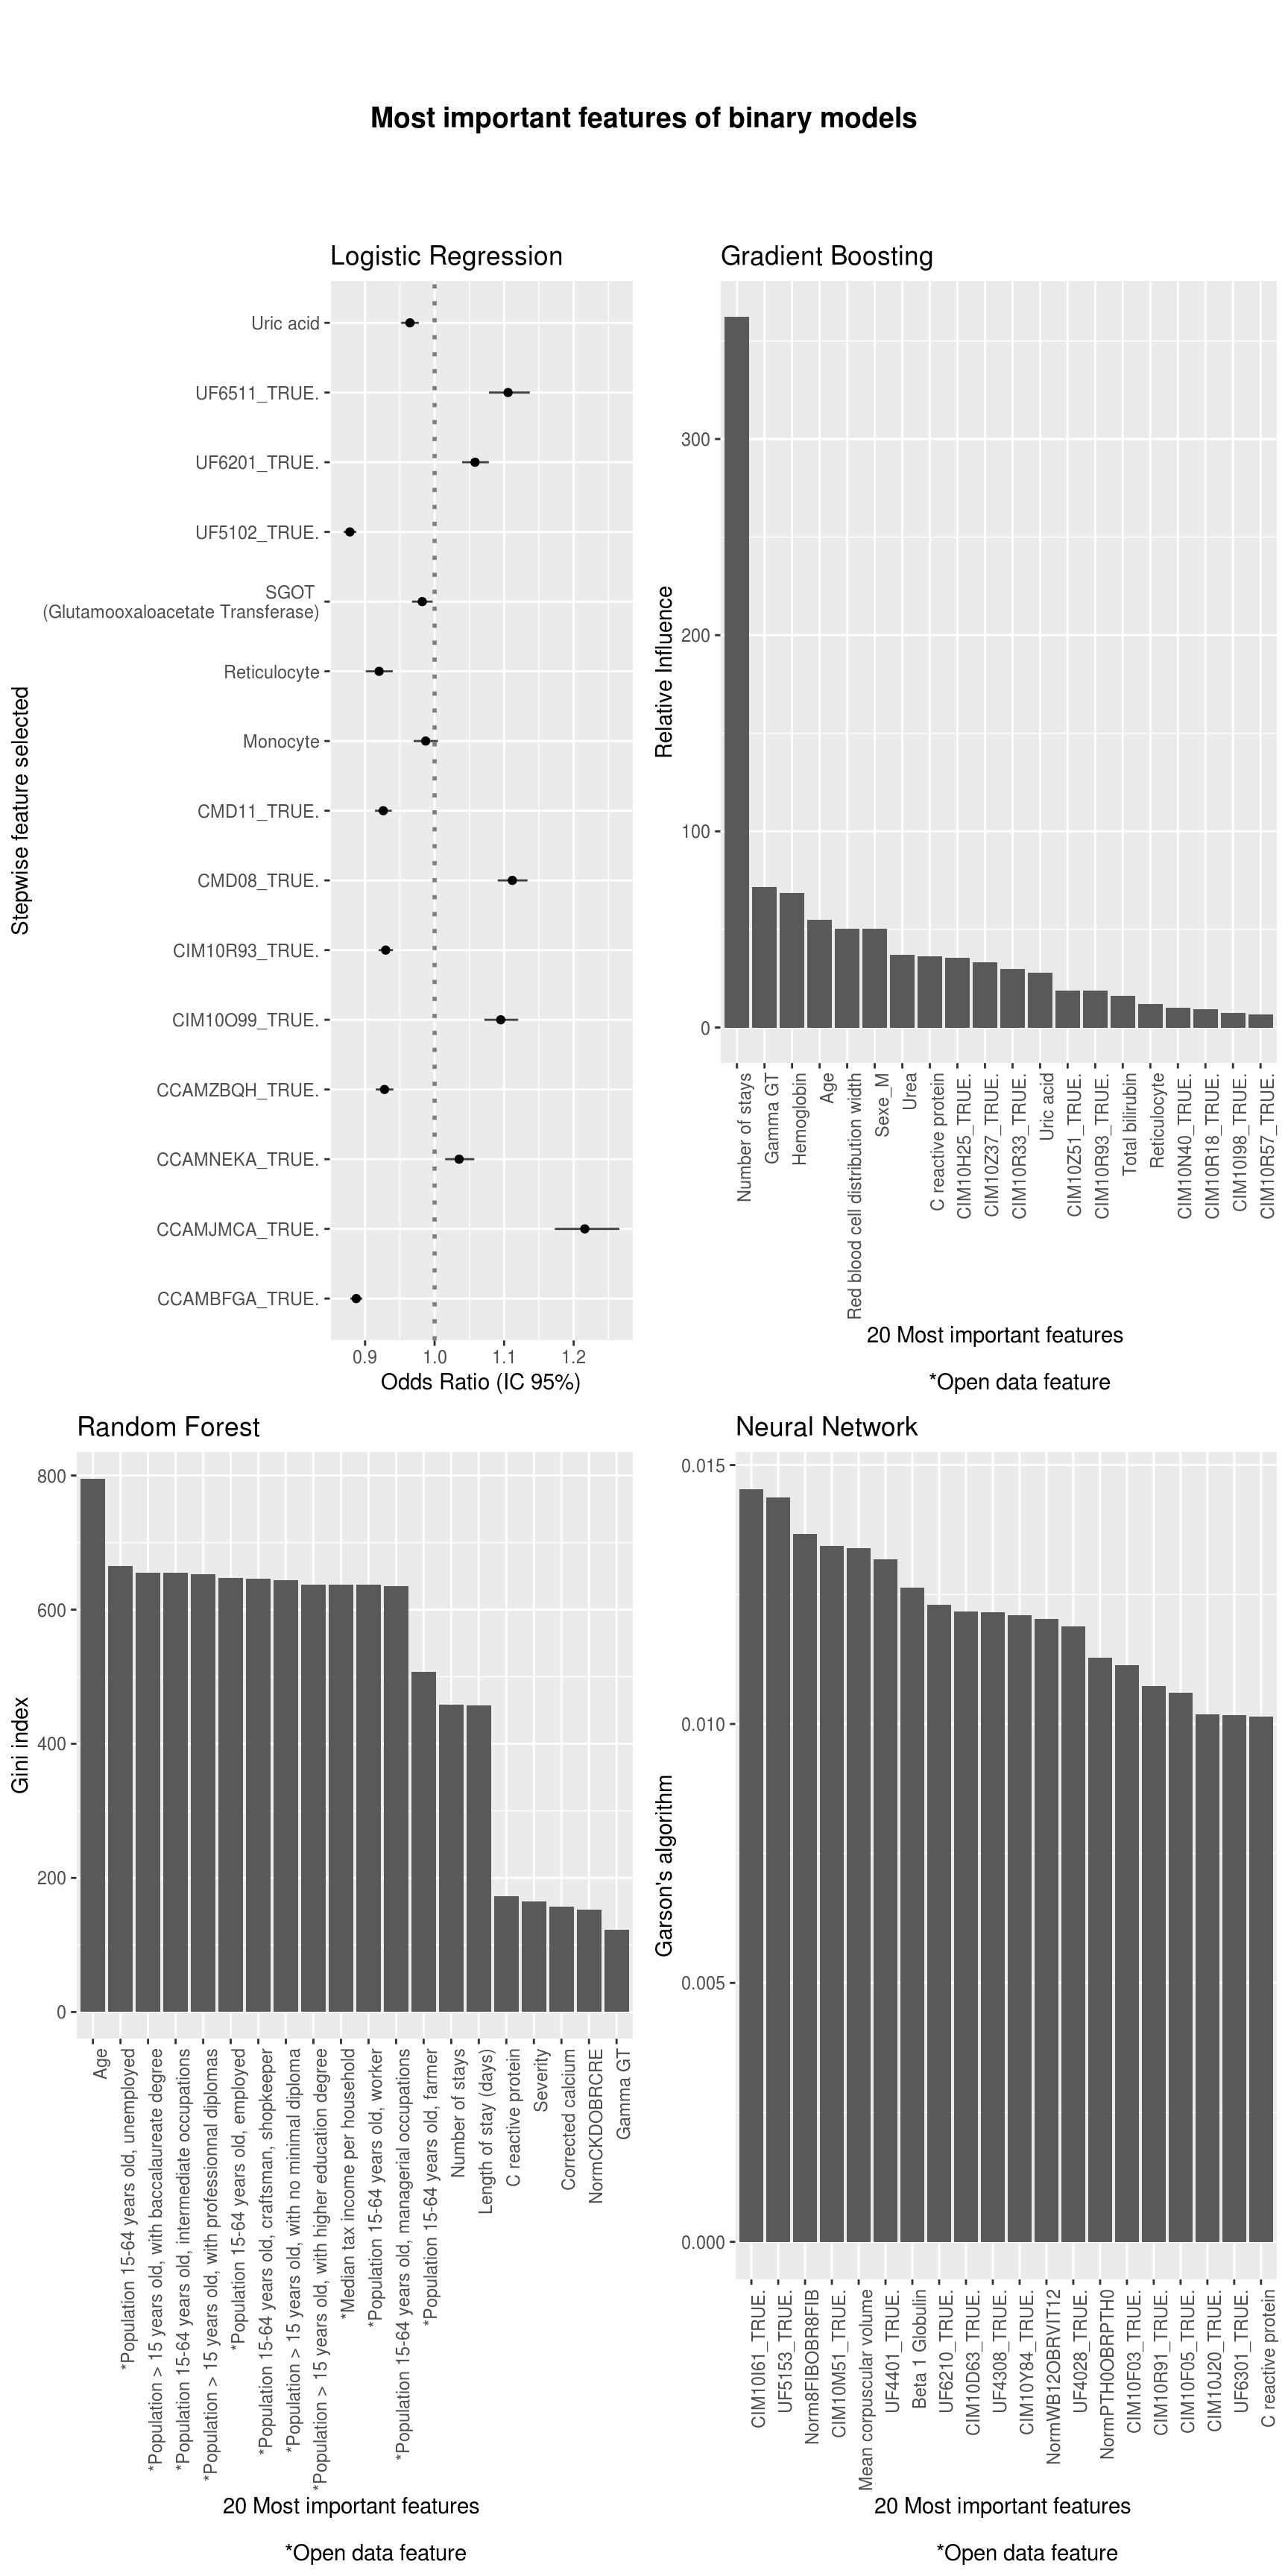 Most important features of binary models
Logistic Regression
Stepwise feature selected
Uric acid
UF6511_TRUE.
UF6201_TRUE.
UF5102_TRUE.
SGOT
(Glutamooxaloacetate Transferase)
Reticulocyte
Monocyte
CMD11_TRUE.
CMD08_TRUE.
CIM10R93_TRUE.
CIM10O99_TRUE.
CCAMZBQH_TRUE.
CCAMNEKA_TRUE.
CCAMJMCA_TRUE.
CCAMBFGA_TRUE.
0.9 1.0 1.1 1.2
Odds Ratio (IC 95%)
Gradient Boosting
Relative Influence
300
200
100
0
Number of stays
Gamma GT
Hemoglobin
Age
Red blood cell distribution width
Sexe_M
Urea
C reactive protein
CIM10H25_TRUE.
CIM10Z37_TRUE.
CIM10R33_TRUE.
Uric acid
CIM10Z51_TRUE.
CIM10R93_TRUE.
Total bilirubin
Reticulocyte
CIM10N40_TRUE.
CIM10R18_TRUE.
CIM10I98_TRUE.
CIM10R57_TRUE.
20 Most important features
*Open data feature
Random Forest
Gini index
800
600
400
200
0
Age
*Population 15-64 years old, unemployed
*Population > 15 years old, with baccalaureate degree
*Population 15-64 years old, intermediate occupations
*Population > 15 years old, with professionnal diplomas
*Population 15-64 years old, employed
*Population 15-64 years old, craftsman, shopkeeper
*Population > 15 years old, with no minimal diploma
*Population > 15 years old, with higher education degree
*Median tax income per household
*Population 15-64 years old, worker
*Population 15-64 years old, managerial occupations
*Population 15-64 years old, farmer
Number of stays
Length of stay (days)
C reactive protein
Severity
Corrected calcium
NormCKDOBRCRE
Gamma GT
20 Most important features
*Open data feature
Neural Network
Garson's algorithm
0.015
0.010
0.005
0.000
CIM10I61_TRUE.
UF5153_TRUE.
Norm8FIBOBR8FIB
CIM10M51_TRUE.
Mean corpuscular volume
UF4401_TRUE.
Beta 1 Globulin
UF6210_TRUE.
CIM10D63_TRUE.
UF4308_TRUE.
CIM10Y84_TRUE.
NormWB12OBRVIT12
UF4028_TRUE.
NormPTH0OBRPTH0
CIM10F03_TRUE.
CIM10R91_TRUE.
CIM10F05_TRUE.
CIM10J20_TRUE.
UF6301_TRUE.
C reactive protein
20 Most important features
*Open data feature